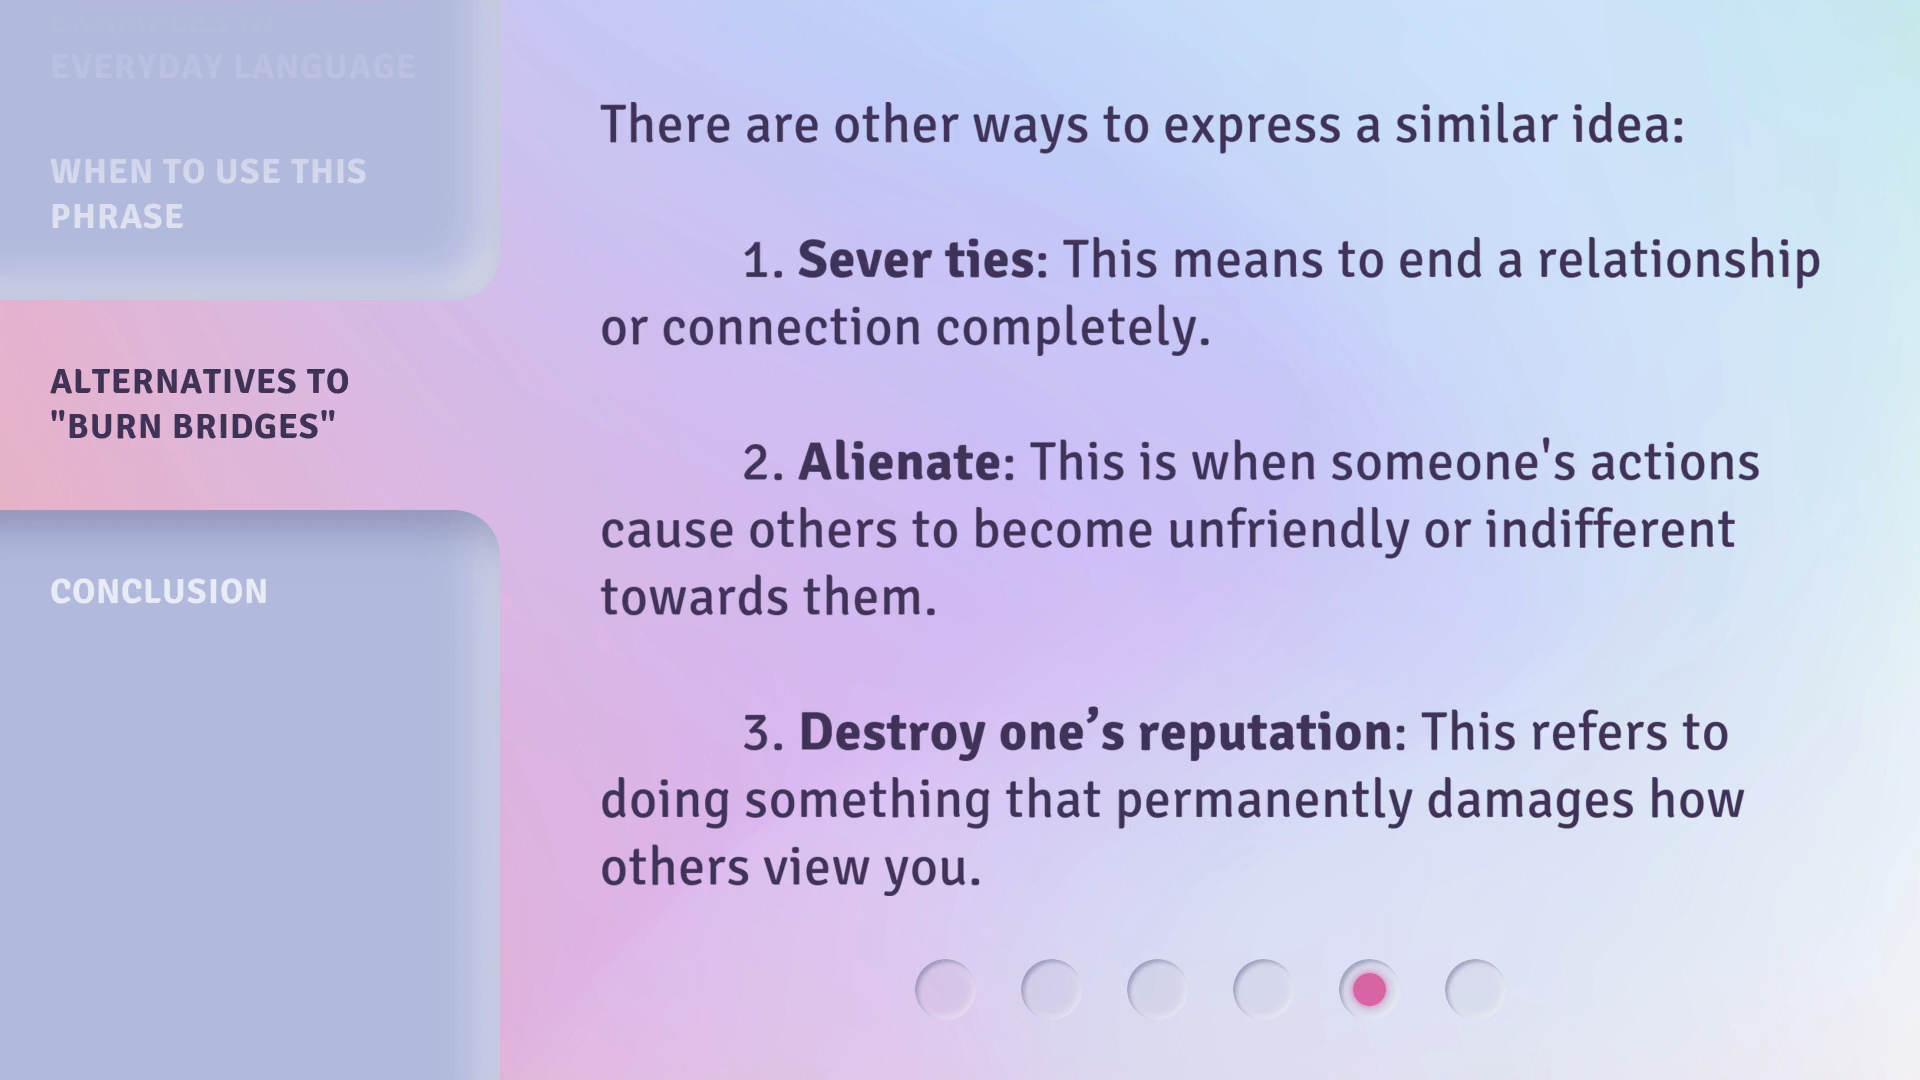 EXAMPLES IN
EVERYDAY LANGUAGE
WHEN TO USE THIS
PHRASE
ALTERNATIVES TO
"BURN BRIDGES"
CONCLUSION
There are other ways to express a similar idea:
1. Sever ties: This means to end a relationship
or connection completely.
2. Alienate: This is when someone's actions
cause others to become unfriendly or indifferent
towards them.
3. Destroy one’s reputation: This refers to
doing something that permanently damages how
others view you.